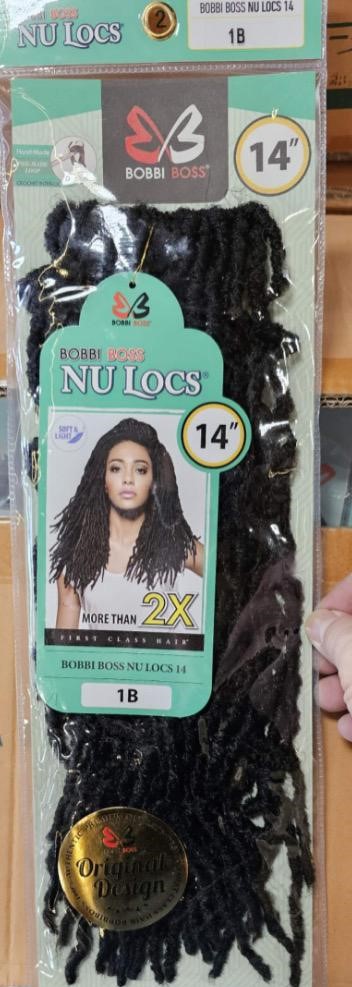 BOSS
NU LOCS
2
BOBBI BOSS NU LOCS 14
1B
BOBBI BOSS®
14"
BOBBI BOSS
BOBBI BOSS
NU LOCS®
SOFT &
LIGHT
14"
MORE THAN 2X
FIRST CLASS HAIR
BOBBI BOSS NU LOCS 14
1B
Original
Design